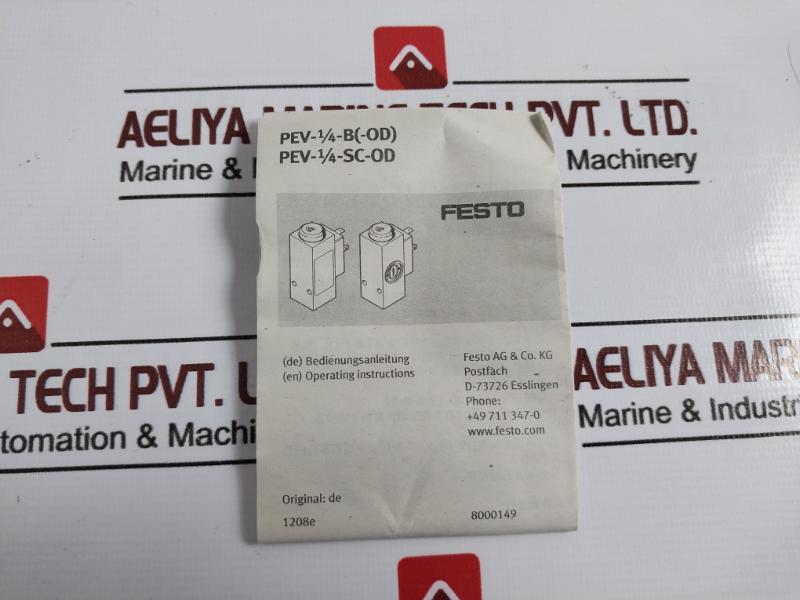 AELIYA MARINE TECH PVT. LTD.
Marine & Machinery
PEV-1/4-B(-OD)
PEV-1/4-SC-OD
FESTO
(de) Bedienungsanleitung
(en) Operating instructions
Festo AG & Co. KG
Postfach
D-73726 Esslingen
Phone:
+49 711 347-0
www.festo.com
Original: de
1208e
8000149
TECH PVT. L
tomation & Machi
AELIYA MAR
Marine & Industri